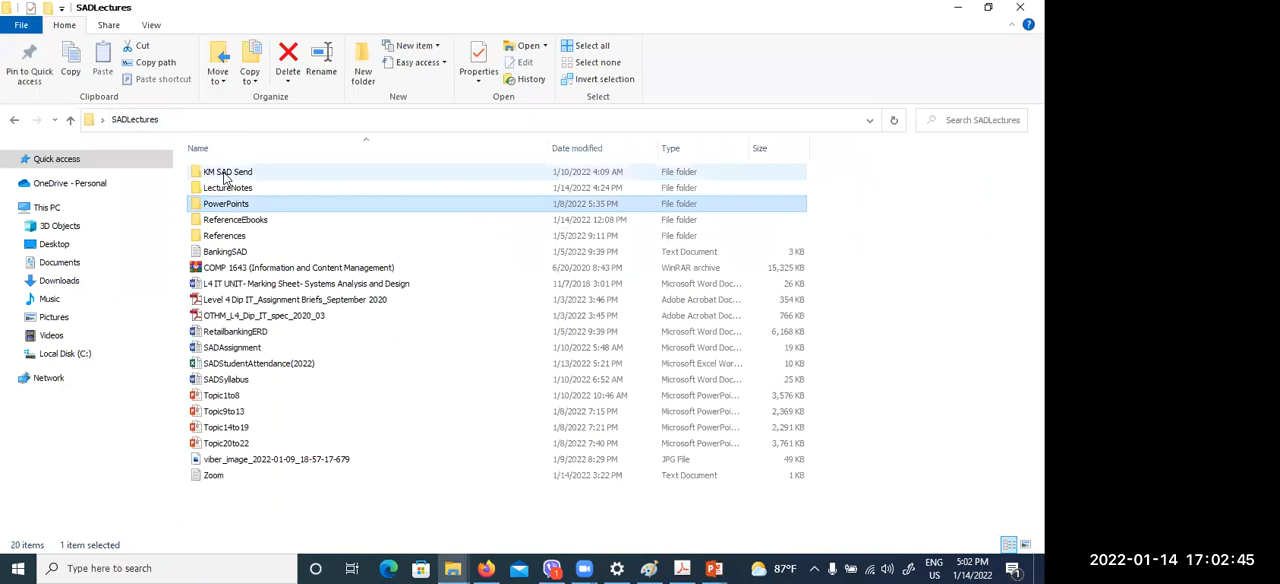 SADLectures
File Home Share View
Pin to Quick access
Copy
Paste
Cut
Copy path
Paste shortcut
Move to
Copy to
Delete
Rename
New folder
New item
Easy access
Properties
Open
Edit
History
Select all
Select none
Invert selection
Clipboard Organize New Open Select
SADLectures Search SADLectures
Name Date modified Type Size
Quick access
OneDrive - Personal
This PC
3D Objects
Desktop
Documents
Downloads
Music
Pictures
Videos
Local Disk (C:)
Network
KM SAD Send 1/10/2022 4:09 AM File folder
LectureNotes 1/14/2022 4:24 PM File folder
PowerPoints 1/8/2022 5:35 PM File folder
ReferenceEbooks 1/14/2022 12:08 PM File folder
References 1/5/2022 9:11 PM File folder
BankingSAD 1/5/2022 9:39 PM Text Document 3 KB
COMP 1643 (Information and Content Management) 6/20/2020 8:43 PM WinRAR archive 15,325 KB
L4 IT UNIT- Marking Sheet- Systems Analysis and Design 11/7/2018 3:01 PM Microsoft Word Doc... 26 KB
Level 4 Dip IT_Assignment Briefs_September 2020 1/3/2022 3:46 PM Adobe Acrobat Doc... 354 KB
OTHM_L4_Dip_IT_spec_2020_03 1/3/2022 3:45 PM Adobe Acrobat Doc... 766 KB
RetailbankingERD 1/5/2022 9:39 PM Microsoft Word Doc... 6,168 KB
SADAssignment 1/10/2022 5:48 AM Microsoft Word Doc... 19 KB
SADStudentAttendance(2022) 1/13/2022 5:21 PM Microsoft Excel Wor... 10 KB
SADSyllabus 1/10/2022 6:52 AM Microsoft Word Doc... 25 KB
Topic1to8 1/10/2022 10:46 AM Microsoft PowerPoi... 3,576 KB
Topic9to13 1/8/2022 7:15 PM Microsoft PowerPoi... 2,369 KB
Topic14to19 1/8/2022 7:21 PM Microsoft PowerPoi... 2,291 KB
Topic20to22 1/8/2022 7:40 PM Microsoft PowerPoi... 3,761 KB
viber_image_2022-01-09_18-57-17-679 1/9/2022 8:29 PM JPG File 49 KB
Zoom 1/14/2022 3:22 PM Text Document 1 KB
20 items 1 item selected
Type here to search
87°F
ENG
US
5:02 PM
1/14/2022
2022-01-14 17:02:45